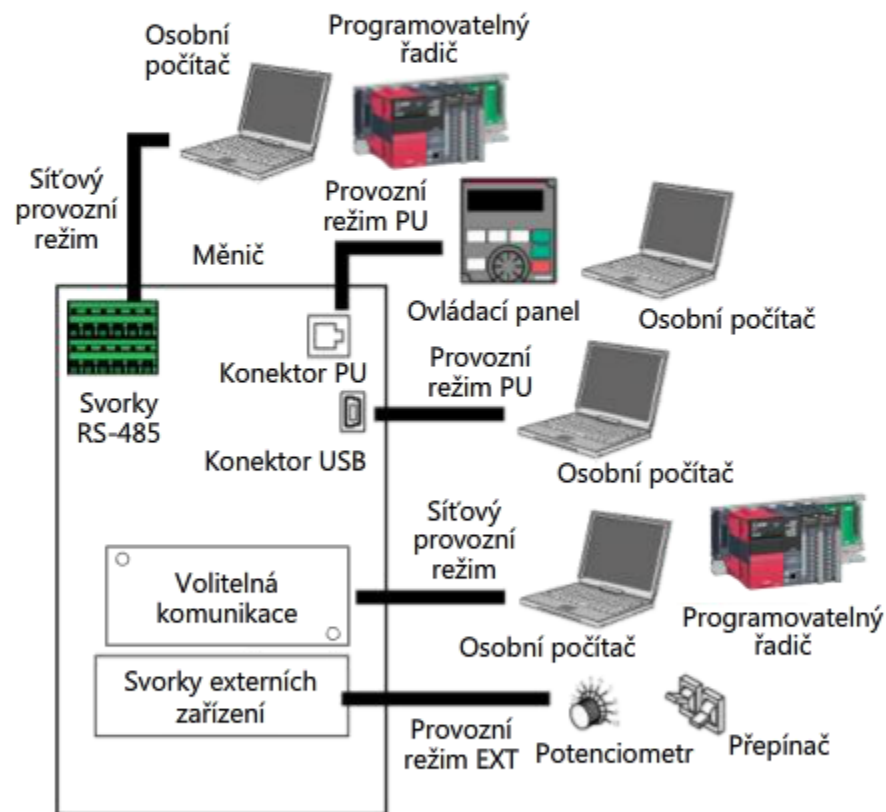 Osobní
počítač
Programovatelný
řadič
Síťový
provozní
režim
Provozní
režim PU
Měnič
Ovládací panel
Osobní počítač
Konektor PU
Provozní
režim PU
Svorky
RS-485
Konektor USB
Osobní počítač
Síťový
provozní
režim
Volitelná
komunikace
Osobní počítač
Programovatelný
řadič
Svorky externích
zařízení
Provozní
režim EXT
Potenciometr
Přepínač